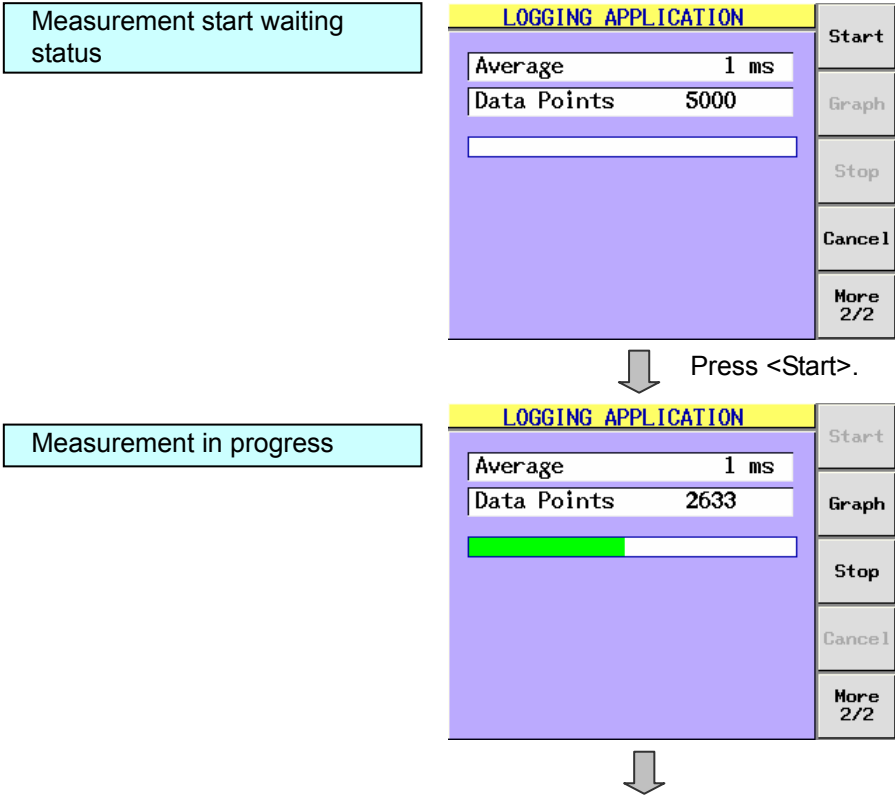 Measurement start waiting
status
LOGGING APPLICATION
Average 1 ms
Data Points 5000
Start
Graph
Stop
Cancel
More
2/2
Press <Start>.
Measurement in progress
LOGGING APPLICATION
Average 1 ms
Data Points 2633
Start
Graph
Stop
Cancel
More
2/2